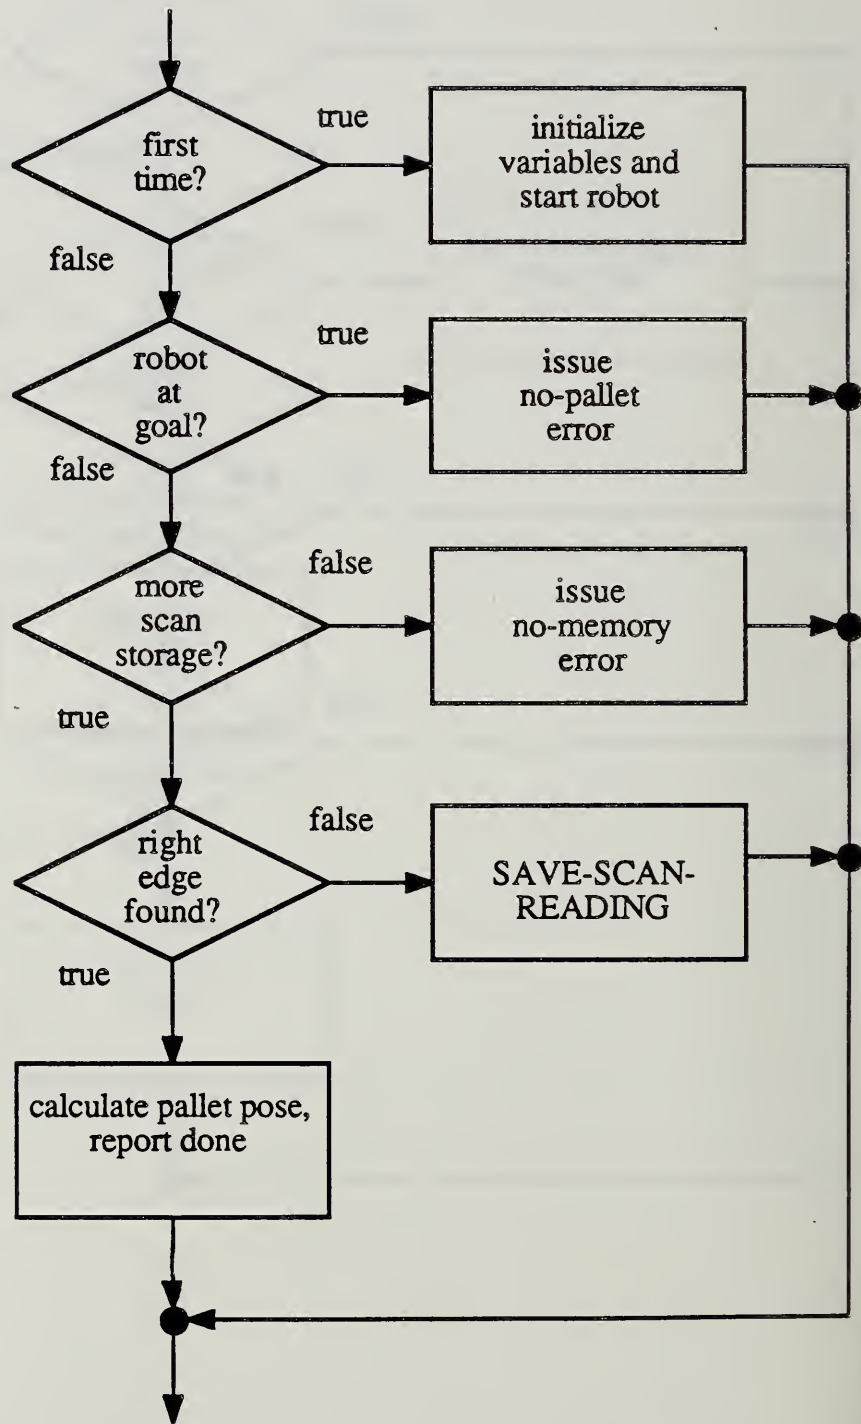 first
time?
true
initialize
variables and
start robot
false
robot
at
goal?
true
issue
no-pallet
error
false
more
scan
storage?
false
issue
no-memory
error
true
right
edge
found?
false
SAVE-SCAN-
READING
true
calculate pallet pose,
report done